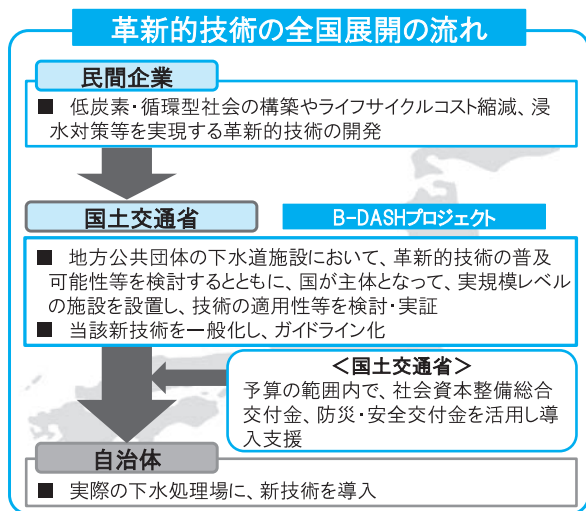 革新的技術の全国展開の流れ
民間企業
■ 低炭素・循環型社会の構築やライフサイクルコスト縮減、浸
水対策等を実現する革新的技術の開発
国土交通省
B-DASHプロジェクト
■ 地方公共団体の下水道施設において、革新的技術の普及
可能性等を検討するとともに、国が主体となって、実規模レベル
の施設を設置し、技術の適用性等を検討・実証
■ 当該新技術を一般化し、ガイドライン化
＜国土交通省＞
予算の範囲内で、社会資本整備総合
交付金、防災・安全交付金を活用し導
入支援
自治体
■ 実際の下水処理場に、新技術を導入